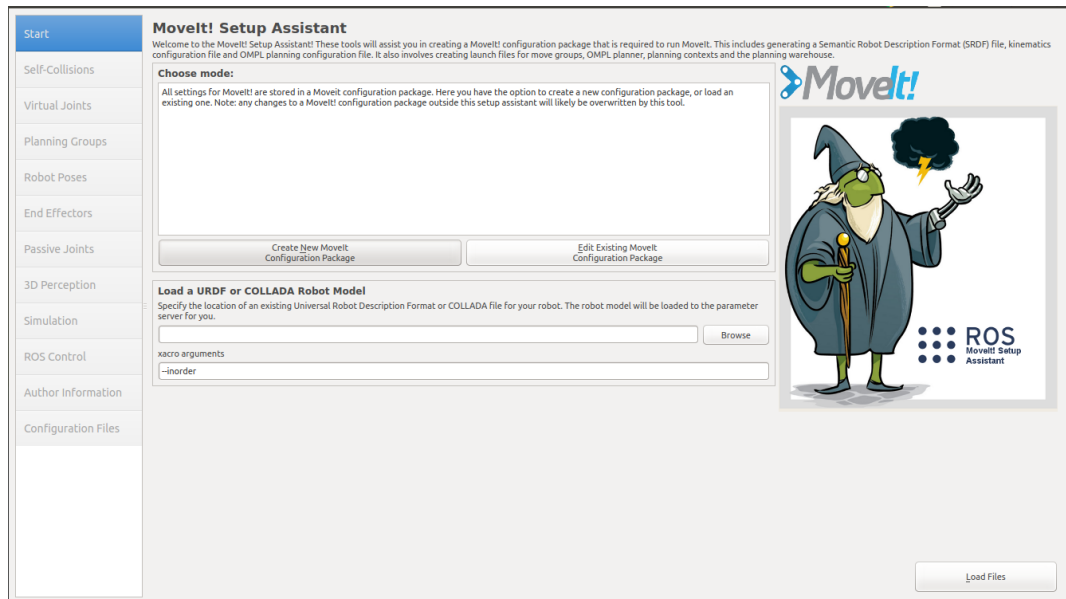 Start
Self-Collisions
Virtual Joints
Planning Groups
Robot Poses
End Effectors
Passive Joints
3D Perception
Simulation
ROS Control
Author Information
Configuration Files
MoveIt! Setup Assistant
Welcome to the MoveIt! Setup Assistant! These tools will assist you in creating a MoveIt! configuration package that is required to run MoveIt. This includes generating a Semantic Robot Description Format (SRDF) file, kinematics
configuration file and OMPL planning configuration file. It also involves creating launch files for move groups, OMPL planner, planning contexts and the planning warehouse.
Choose mode:
All settings for MoveIt! are stored in a Moveit configuration package. Here you have the option to create a new configuration package, or load an
existing one. Note: any changes to a MoveIt! configuration package outside this setup assistant will likely be overwritten by this tool.
Create New MoveIt
Configuration Package
Edit Existing MoveIt
Configuration Package
Load a URDF or COLLADA Robot Model
Specify the location of an existing Universal Robot Description Format or COLLADA file for your robot. The robot model will be loaded to the parameter
server for you.
Browse
xacro arguments
--inorder
MoveIt!
ROS
MoveIt! Setup
Assistant
Load Files